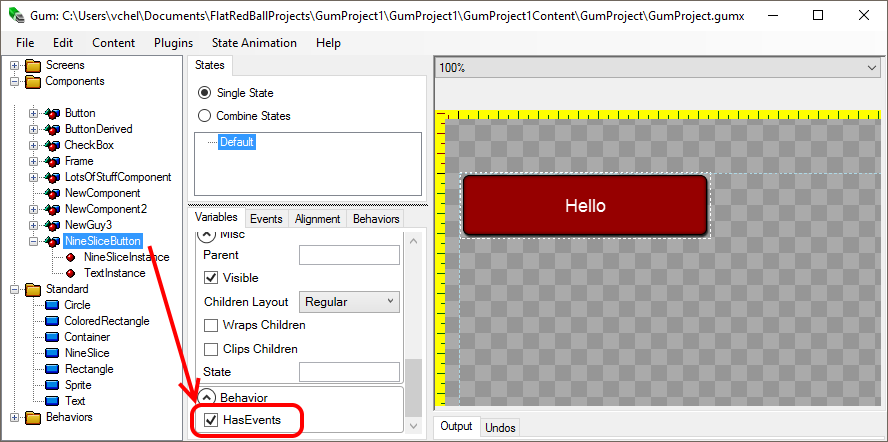 Gum: C:\Users\vchel\Documents\FlatRedBallProjects\GumProject1\GumProject1\GumProject1Content\GumProject\GumProject.gumx
File Edit Content Plugins State Animation Help
Screens
Components
Button
ButtonDerived
CheckBox
Frame
LotsOfStuffComponent
NewComponent
NewComponent2
NewGuy3
NineSliceButton
NineSliceInstance
TextInstance
Standard
Circle
ColoredRectangle
Container
NineSlice
Rectangle
Sprite
Text
Behaviors
States
Single State
Combine States
Default
Variables Events Alignment Behaviors
Misc
Parent
Visible
Children Layout Regular
Wraps Children
Clips Children
State
Behavior
HasEvents
100%
Hello
Output Undos